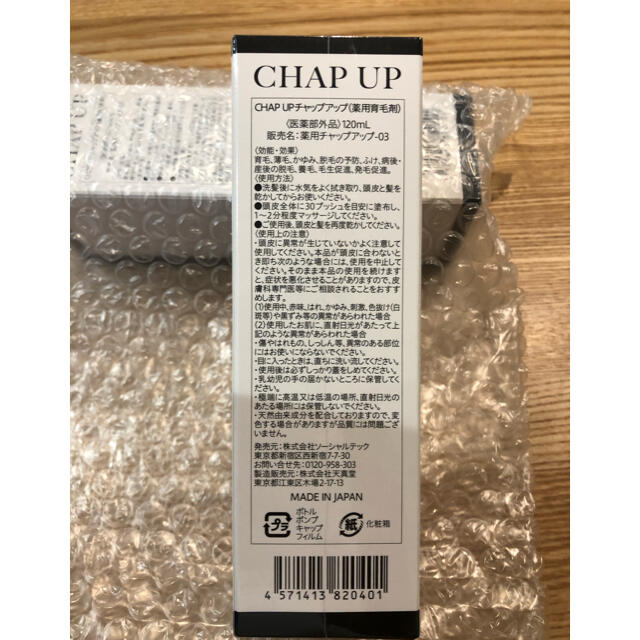 CHAP UP
CHAP UPチャップアップ(薬用育毛剤)
〈医薬部外品〉120mL
販売名:薬用チャップアップ-03
〈効能・効果〉
育毛、薄毛、かゆみ、脱毛の予防、ふけ、病後・
産後の脱毛、養毛、毛生促進、発毛促進。
〈使用方法〉
●洗髪後に水気をよく拭き取り、頭皮と髪を
乾かしてからお使いください。
●頭皮全体に30プッシュを目安に塗布し、
1〜2分程度マッサージしてください。
●ご使用後、頭皮と髪を再度乾かしてください。
〈使用上の注意〉
・頭皮に異常が生じていないかよく注意して
使用してください。本品が頭皮に合わないと
き即ち次のような場合には、使用を中止して
ください。そのまま本品の使用を続けます
と、症状を悪化させることがありますので、皮
膚科専門医等にご相談されることをおすす
めします。
(1)使用中、赤味、はれ、かゆみ、刺激、色抜け(白
斑等)や黒ずみ等の異常があらわれた場合
(2)使用したお肌に、直射日光があたって上
記のような異常があらわれた場合
・傷やはれもの、しっしん等、異常のある部位
にはお使いにならないでください。
・目に入ったときは、直ちに洗い流してください。
・使用後は必ずしっかり蓋をしめてください。
・乳幼児の手の届かないところに保管してく
ださい。
・極端に高温又は低温の場所、直射日光の
あたる場所には保管しないでください。
・天然由来成分を配合しておりますので、変
色する場合がありますが品質には問題ござ
いません。
発売元:株式会社ソーシャルテック
東京都新宿区西新宿7-7-30
お問い合せ先:0120-958-303
製造販売元:株式会社天真堂
東京都江東区木場2-17-13
MADE IN JAPAN
プラ
ボトル
ポンプ
キャップ
フィルム
紙
化粧箱
4 571413 820401